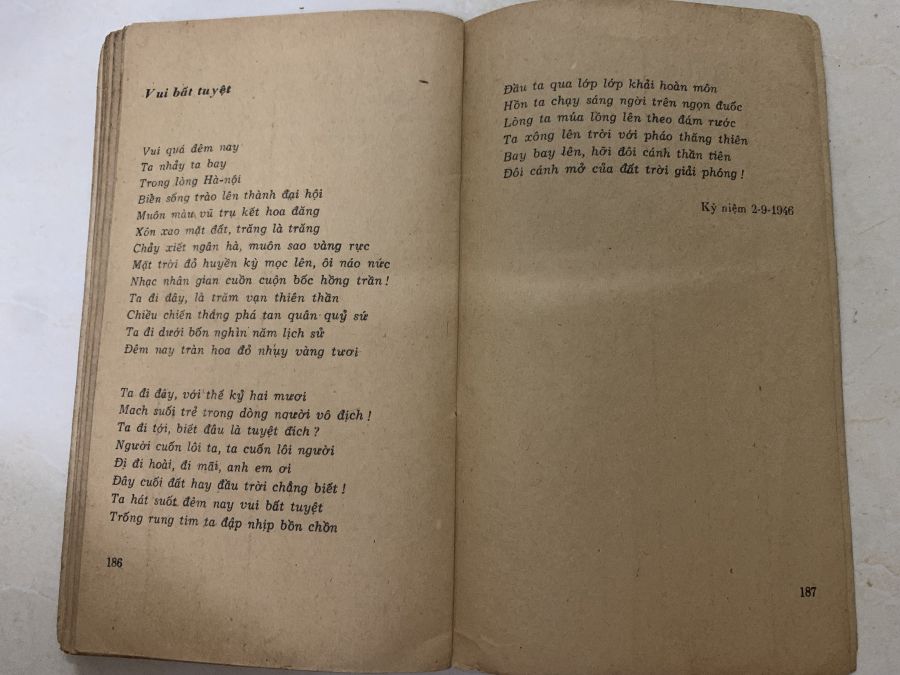 Vui bất tuyệt
Vui quá đêm nay
Ta nhảy ta bay
Trong lòng Hà-nội
Biển sống trào lên thành đại hội
Muôn màu vũ trụ kết hoa đăng
Xôn xao mặt đất, trăng là trăng
Chảy xiết ngân hà, muôn sao vàng rực
Mặt trời đỏ huyền kỳ mọc lên, ôi náo nức
Nhạc nhân gian cuồn cuộn bốc hồng trần!
Ta đi đây, là trăm vạn thiên thần
Chiều chiến thắng phá tan quân quỷ sứ
Ta đi dưới bốn nghìn năm lịch sử
Đêm nay tràn hoa đỏ nhụy vàng tươi
Ta đi đây, với thế kỷ hai mươi
Mạch suối trẻ trong dòng người vô địch!
Ta đi tới, biết đâu là tuyệt đích?
Người cuốn lôi ta, ta cuốn lôi người
Đi đi hoài, đi mãi, anh em ơi
Đây cuối đất hay đầu trời chẳng biết!
Ta hát suốt đêm nay vui bất tuyệt
Trống rung tim ta đập nhịp bồn chồn
186
Đầu ta qua lớp lớp khải hoàn môn
Hồn ta chạy sáng ngời trên ngọn đuốc
Lòng ta múa lồng lên theo đám rước
Ta xông lên trời với pháo thăng thiên
Bay bay lên, hỡi đôi cánh thần tiên
Đôi cánh mở của đất trời giải phóng!
Kỷ niệm 2-9-1946
187